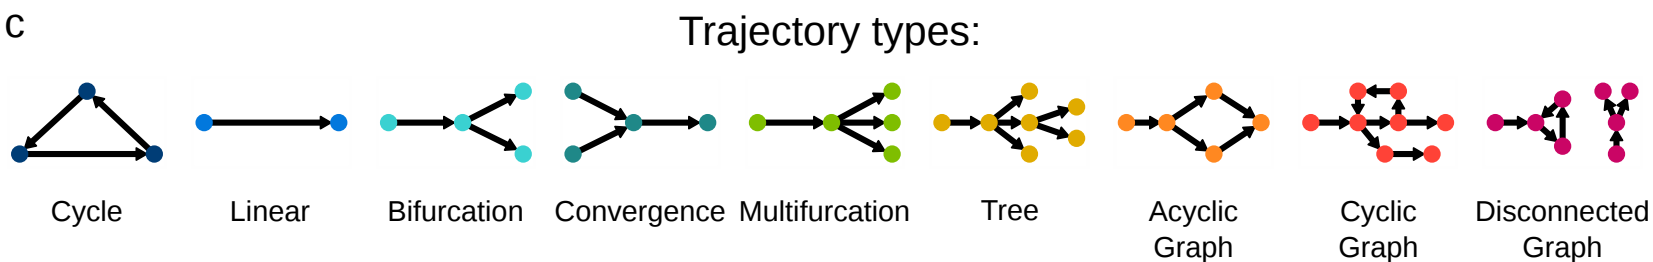 c
Trajectory types:
Cycle
Linear
Bifurcation
Convergence
Multifurcation
Tree
Acyclic
Graph
Cyclic
Graph
Disconnected
Graph